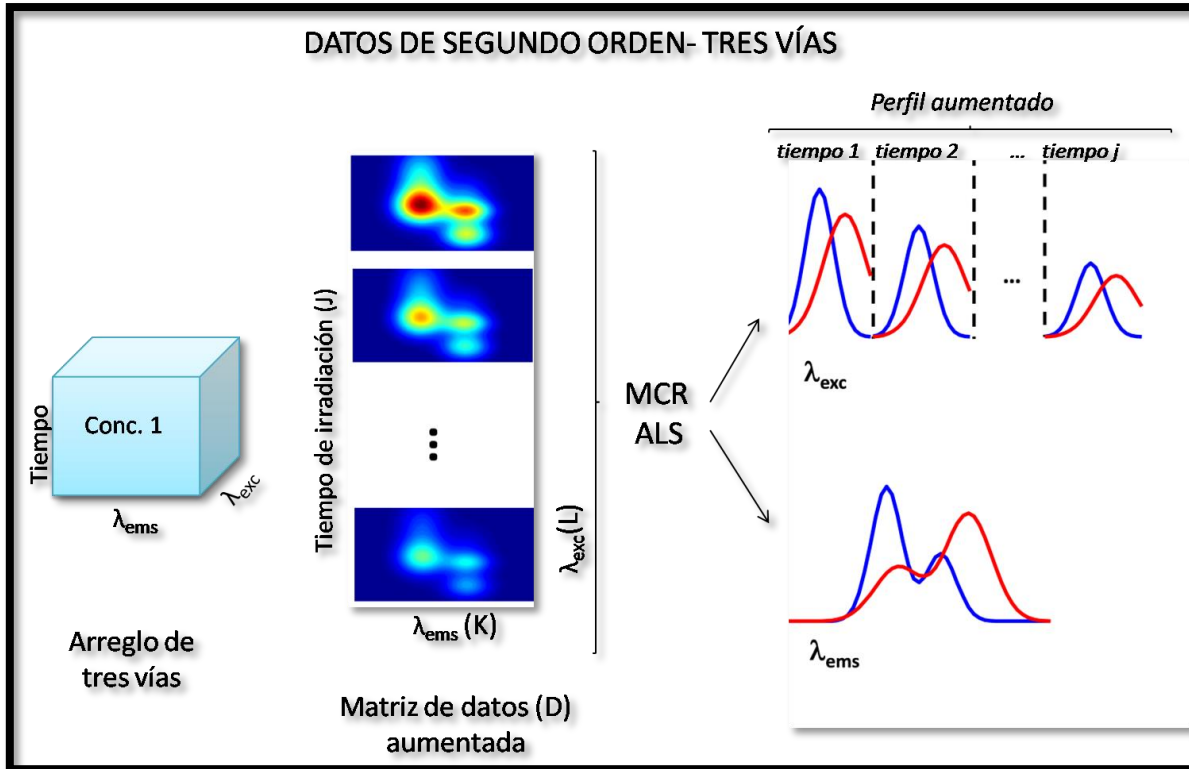 DATOS DE SEGUNDO ORDEN- TRES VÍAS
Tiempo
Conc. 1
λexc
λems
Arreglo de
tres vías
Tiempo de irradiación (J)
...
λexc(L)
λems (K)
Matriz de datos (D)
aumentada
MCR
ALS
Perfil aumentado
tiempo 1 tiempo 2 ... tiempo j
...
λexc
λems